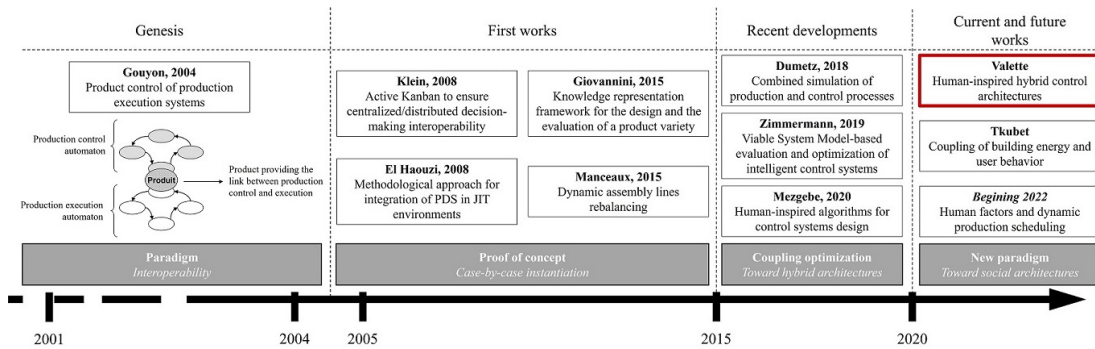 Genesis
First works
Recent developments
Current and future
works
Gouyon, 2004
Product control of production
execution systems
Production control
automaton
Produit
Product providing the
link between production
control and execution
Production execution
automaton
Klein, 2008
Active Kanban to ensure
centralized/distributed decision-
making interoperability
Giovannini, 2015
Knowledge representation
framework for the design and the
evaluation of a product variety
El Haouzi, 2008
Methodological approach for
integration of PDS in JIT
environments
Manceaux, 2015
Dynamic assembly lines
rebalancing
Dumetz, 2018
Combined simulation of
production and control processes
Zimmermann, 2019
Viable System Model-based
evaluation and optimization of
intelligent control systems
Mezgebe, 2020
Human-inspired algorithms for
control systems design
Valette
Human-inspired hybrid control
architectures
Tkubet
Coupling of building energy and
user behavior
Begining 2022
Human factors and dynamic
production scheduling
Paradigm
Interoperability
Proof of concept
Case-by-case instantiation
Coupling optimization
Toward hybrid architectures
New paradigm
Toward social architectures
2001
2004
2005
2015
2020